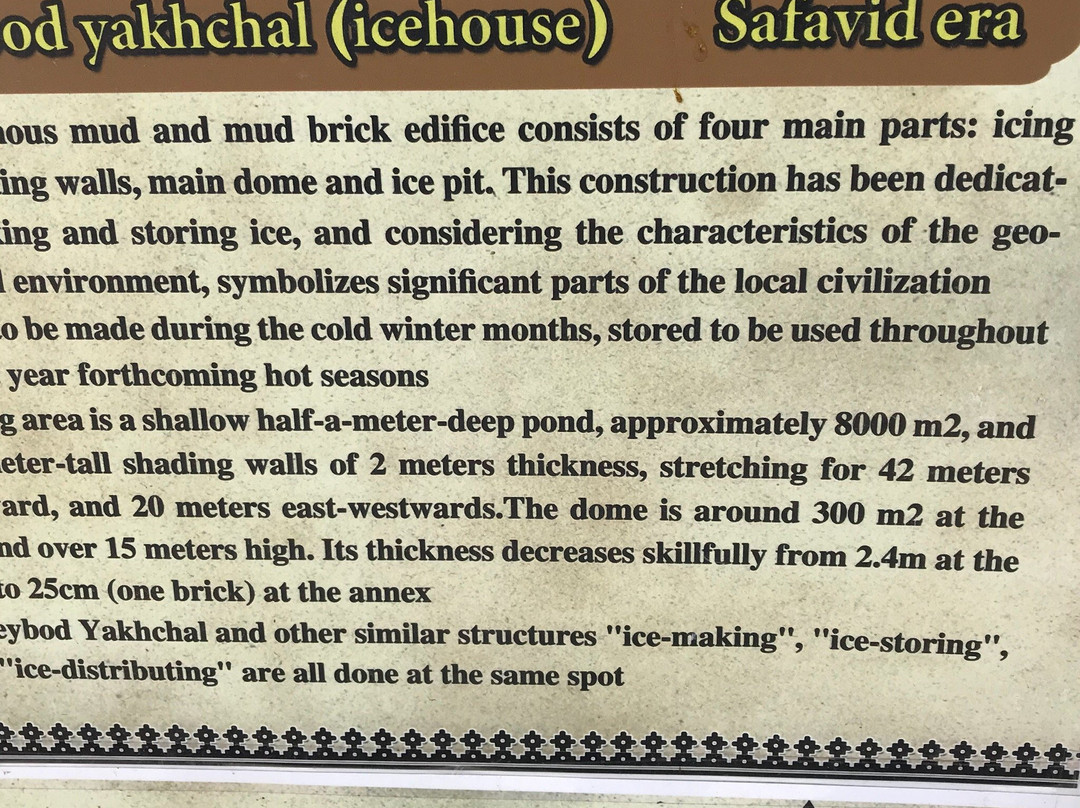 od yakhchal (icehouse) Safavid era
ous mud and mud brick edifice consists of four main parts: icing
ing walls, main dome and ice pit. This construction has been dedicat-
ing and storing ice, and considering the characteristics of the geo-
environment, symbolizes significant parts of the local civilization
o be made during the cold winter months, stored to be used throughout
year forthcoming hot seasons
g area is a shallow half-a-meter-deep pond, approximately 8000 m2, and
eter-tall shading walls of 2 meters thickness, stretching for 42 meters
ard, and 20 meters east-westwards.The dome is around 300 m2 at the
nd over 15 meters high. Its thickness decreases skillfully from 2.4m at the
to 25cm (one brick) at the annex
eybod Yakhchal and other similar structures "ice-making", "ice-storing",
"ice-distributing" are all done at the same spot